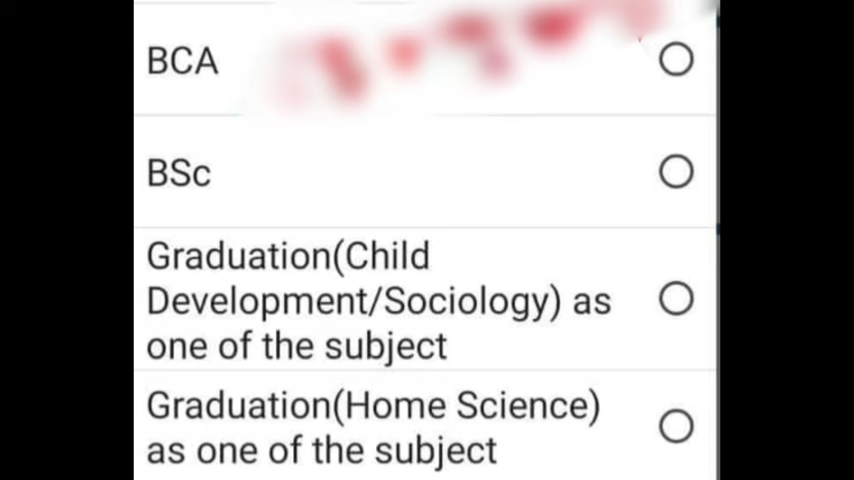 BCA
BSc
Graduation(Child
Development/Sociology) as
one of the subject
Graduation(Home Science)
as one of the subject